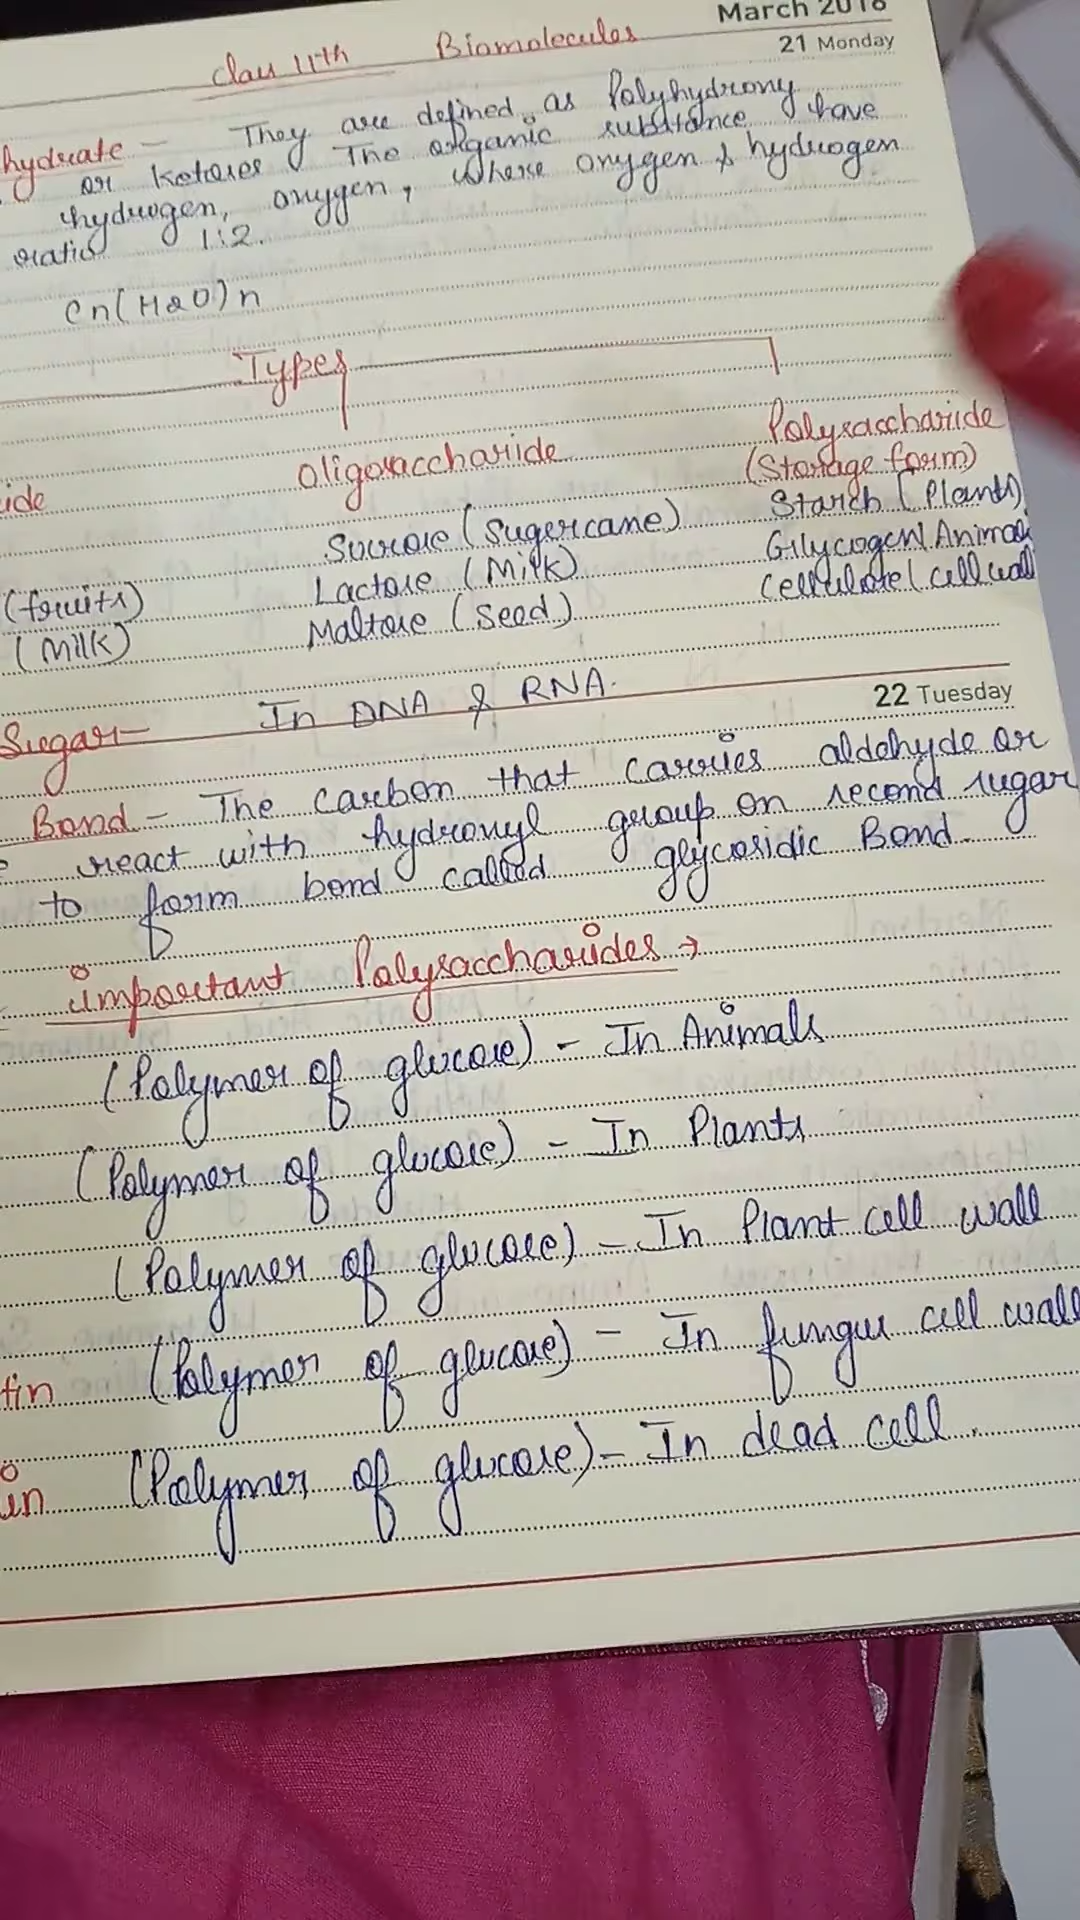 March 2016
21 Monday
Class 11th Biomolecules
hydrate - They are defined as Polyhydroxy
or Ketoses The organic substance have
hydrogen, oxygen, where oxygen & hydrogen
ratio 1:2.
Cn(H2O)n
Types
ide Oligosaccharide Polysaccharide
(Storage form)
Sucrose (Sugercane) Starch (Plants)
(fruits) Lactose (Milk) Glycogen (Animal
(Milk) Maltose (Seed) Cellulose (cell wall
22 Tuesday
Sugar - In DNA & RNA.
Bond - The Carbon that carries aldehyde or
react with hydroxyl group on second sugar
to form bond called glycosidic Bond.
important Polysaccharides →
(Polymer of glucose) - In Animals
(Polymer of glucose) - In Plants
(Polymer of glucose) - In Plant cell wall
tin (Polymer of glucose) - In fungus cell wall
in (Polymer of glucose) - In dead cell.